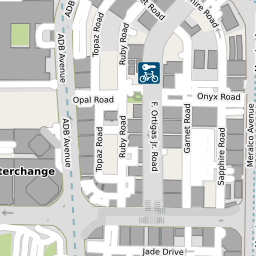 ADB Avenue
Topaz Road
Ruby Road
Road
Opal Road
Onyx Road
ADB Avenue
Topaz Road
Ruby Road
F. Ortigas Jr. Road
Garnet Road
Sapphire Road
Meralco Avenue
terchange
Jade Drive